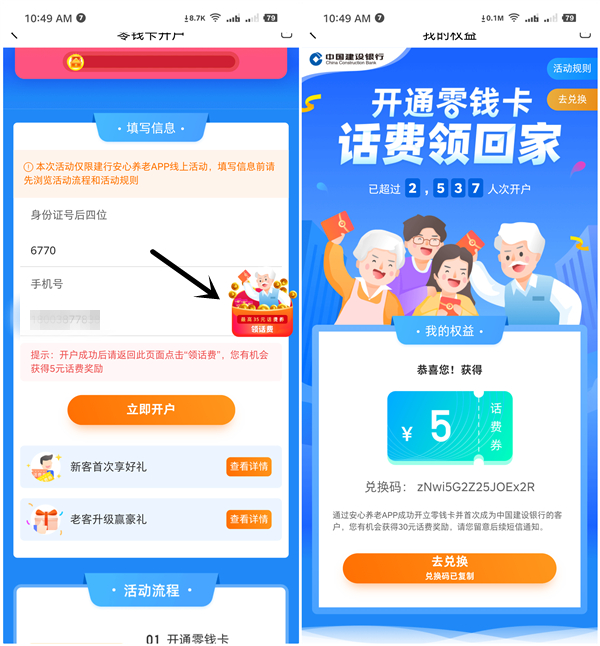 10:49 AM 7
8.7K
79
零钱卡开户
填写信息
本次活动仅限建行安心养老APP线上活动，填写信息前请
先浏览活动流程和活动规则
身份证号后四位
6770
手机号
最高35元话费券
领话费
提示：开户成功后请返回此页面点击“领话费”，您有机会
获得5元话费奖励
立即开户
新客首次享好礼
查看详情
老客升级赢豪礼
查看详情
· 活动流程 ·
01 开通零钱卡
10:49 AM 7
0.1M
79
我的权益
中国建设银行
China Construction Bank
活动规则
去兑换
开通零钱卡
话费领回家
已超过 2,537 人次开户
· 我的权益 ·
恭喜您！获得
¥ 5 话费券
兑换码： zNwi5G2Z25JOEx2R
通过安心养老APP成功开立零钱卡并首次成为中国建设银行的客
户，您有机会获得30元话费奖励，请您留意后续短信通知。
去兑换
兑换码已复制